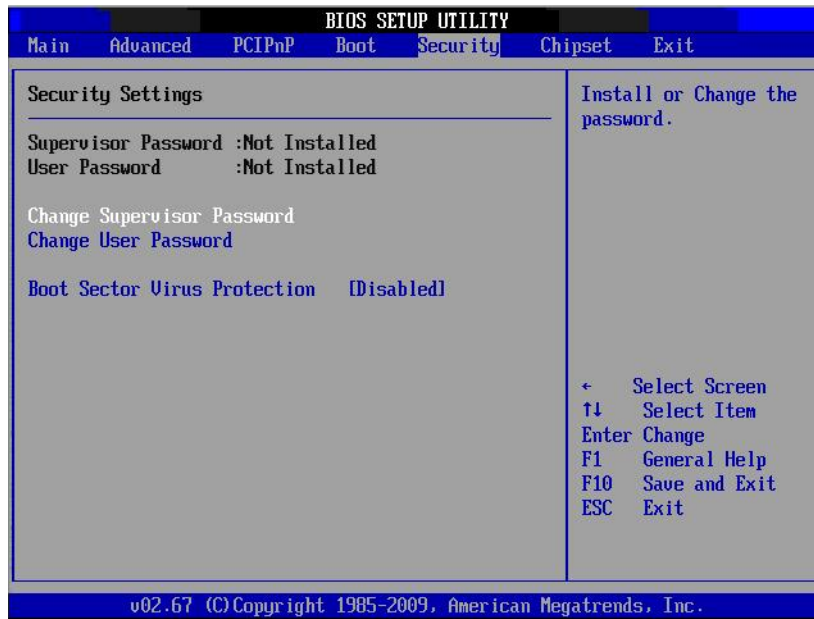 BIOS SETUP UTILITY
Main Advanced PCIPnP Boot Security Chipset Exit
Security Settings
Supervisor Password :Not Installed
User Password :Not Installed
Change Supervisor Password
Change User Password
Boot Sector Virus Protection [Disabled]
Install or Change the
password.
← Select Screen
↑↓ Select Item
Enter Change
F1 General Help
F10 Save and Exit
ESC Exit
v02.67 (C)Copyright 1985-2009, American Megatrends, Inc.